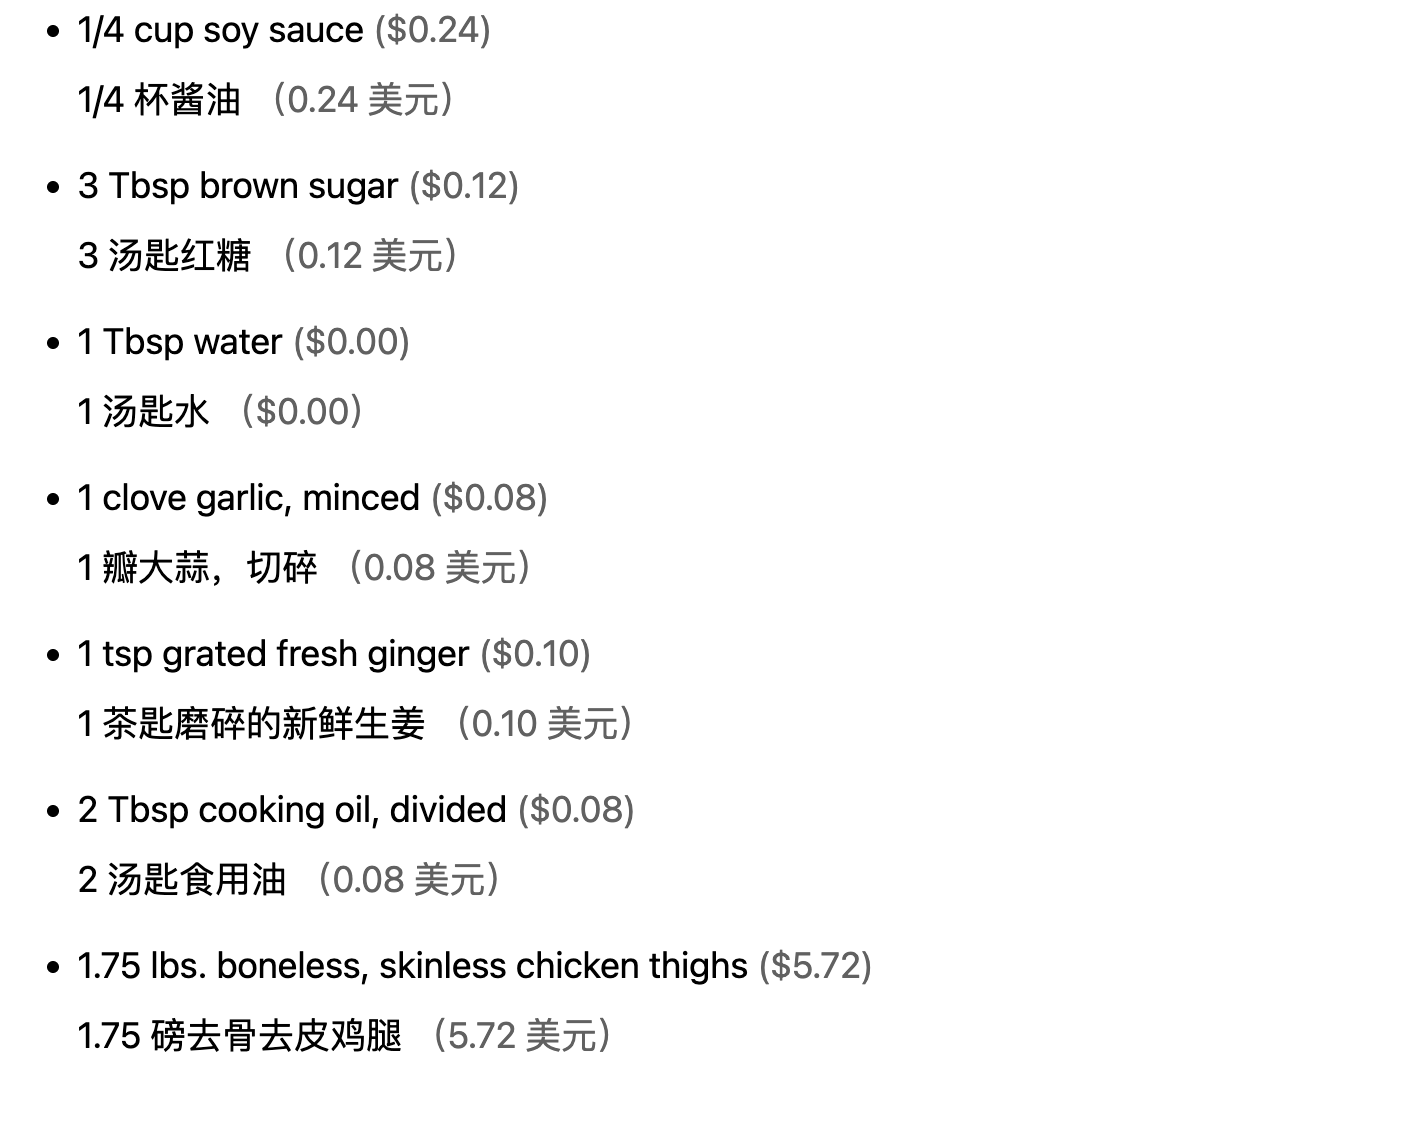 • 1/4 cup soy sauce ($0.24)
1/4 杯酱油 （0.24 美元）
• 3 Tbsp brown sugar ($0.12)
3 汤匙红糖 （0.12 美元）
• 1 Tbsp water ($0.00)
1 汤匙水 （$0.00）
• 1 clove garlic, minced ($0.08)
1 瓣大蒜，切碎 （0.08 美元）
• 1 tsp grated fresh ginger ($0.10)
1 茶匙磨碎的新鲜生姜 （0.10 美元）
• 2 Tbsp cooking oil, divided ($0.08)
2 汤匙食用油 （0.08 美元）
• 1.75 lbs. boneless, skinless chicken thighs ($5.72)
1.75 磅去骨去皮鸡腿 （5.72 美元）